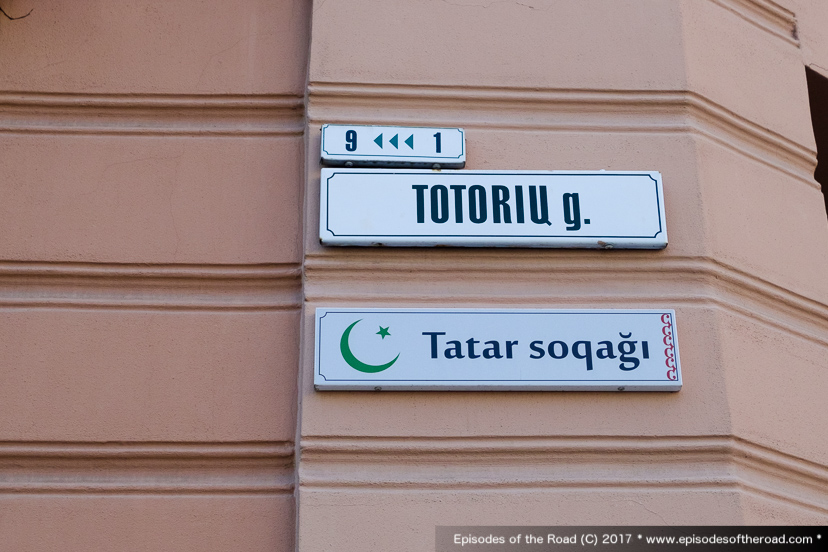 9 ◀◀◀ 1
TOTORIŲ g.
Tatar soqağı
Episodes of the Road (C) 2017 * www.episodesoftheroad.com *